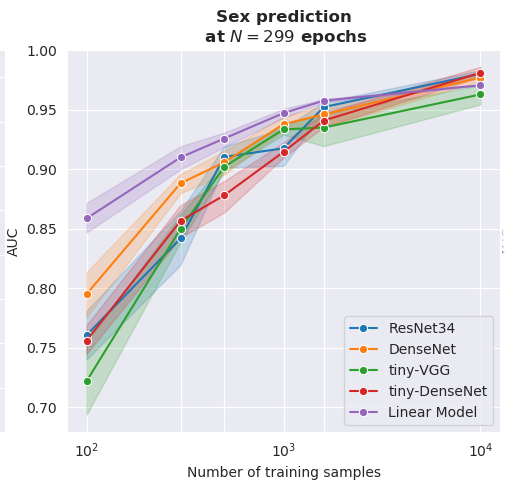 Sex prediction
at N = 299 epochs
1.00
0.95
0.90
0.85
0.80
0.75
0.70
AUC
ResNet34
DenseNet
tiny-VGG
tiny-DenseNet
Linear Model
10² 10³ 10⁴
Number of training samples